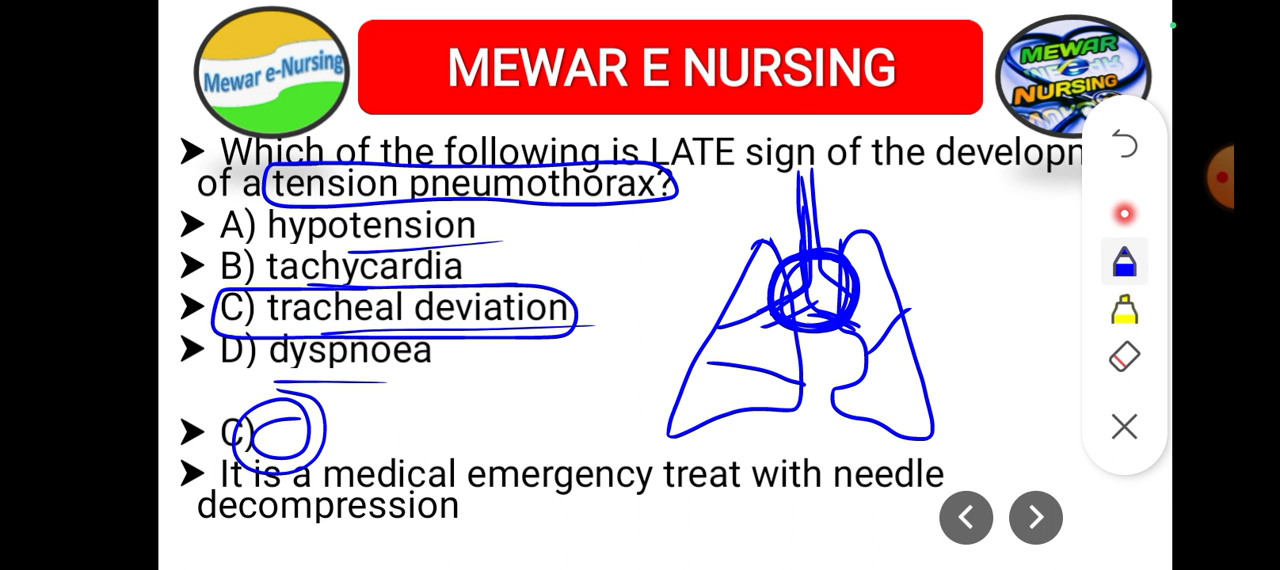 Mewar e-Nursing
MEWAR E NURSING
MEWAR
NURSING
➤ Which of the following is LATE sign of the
of a tension pneumothorax?
➤ A) hypotension
➤ B) tachycardia
➤ C) tracheal deviation
➤ D) dyspnoea
➤ C)
➤ It is a medical emergency treat with needle
decompression